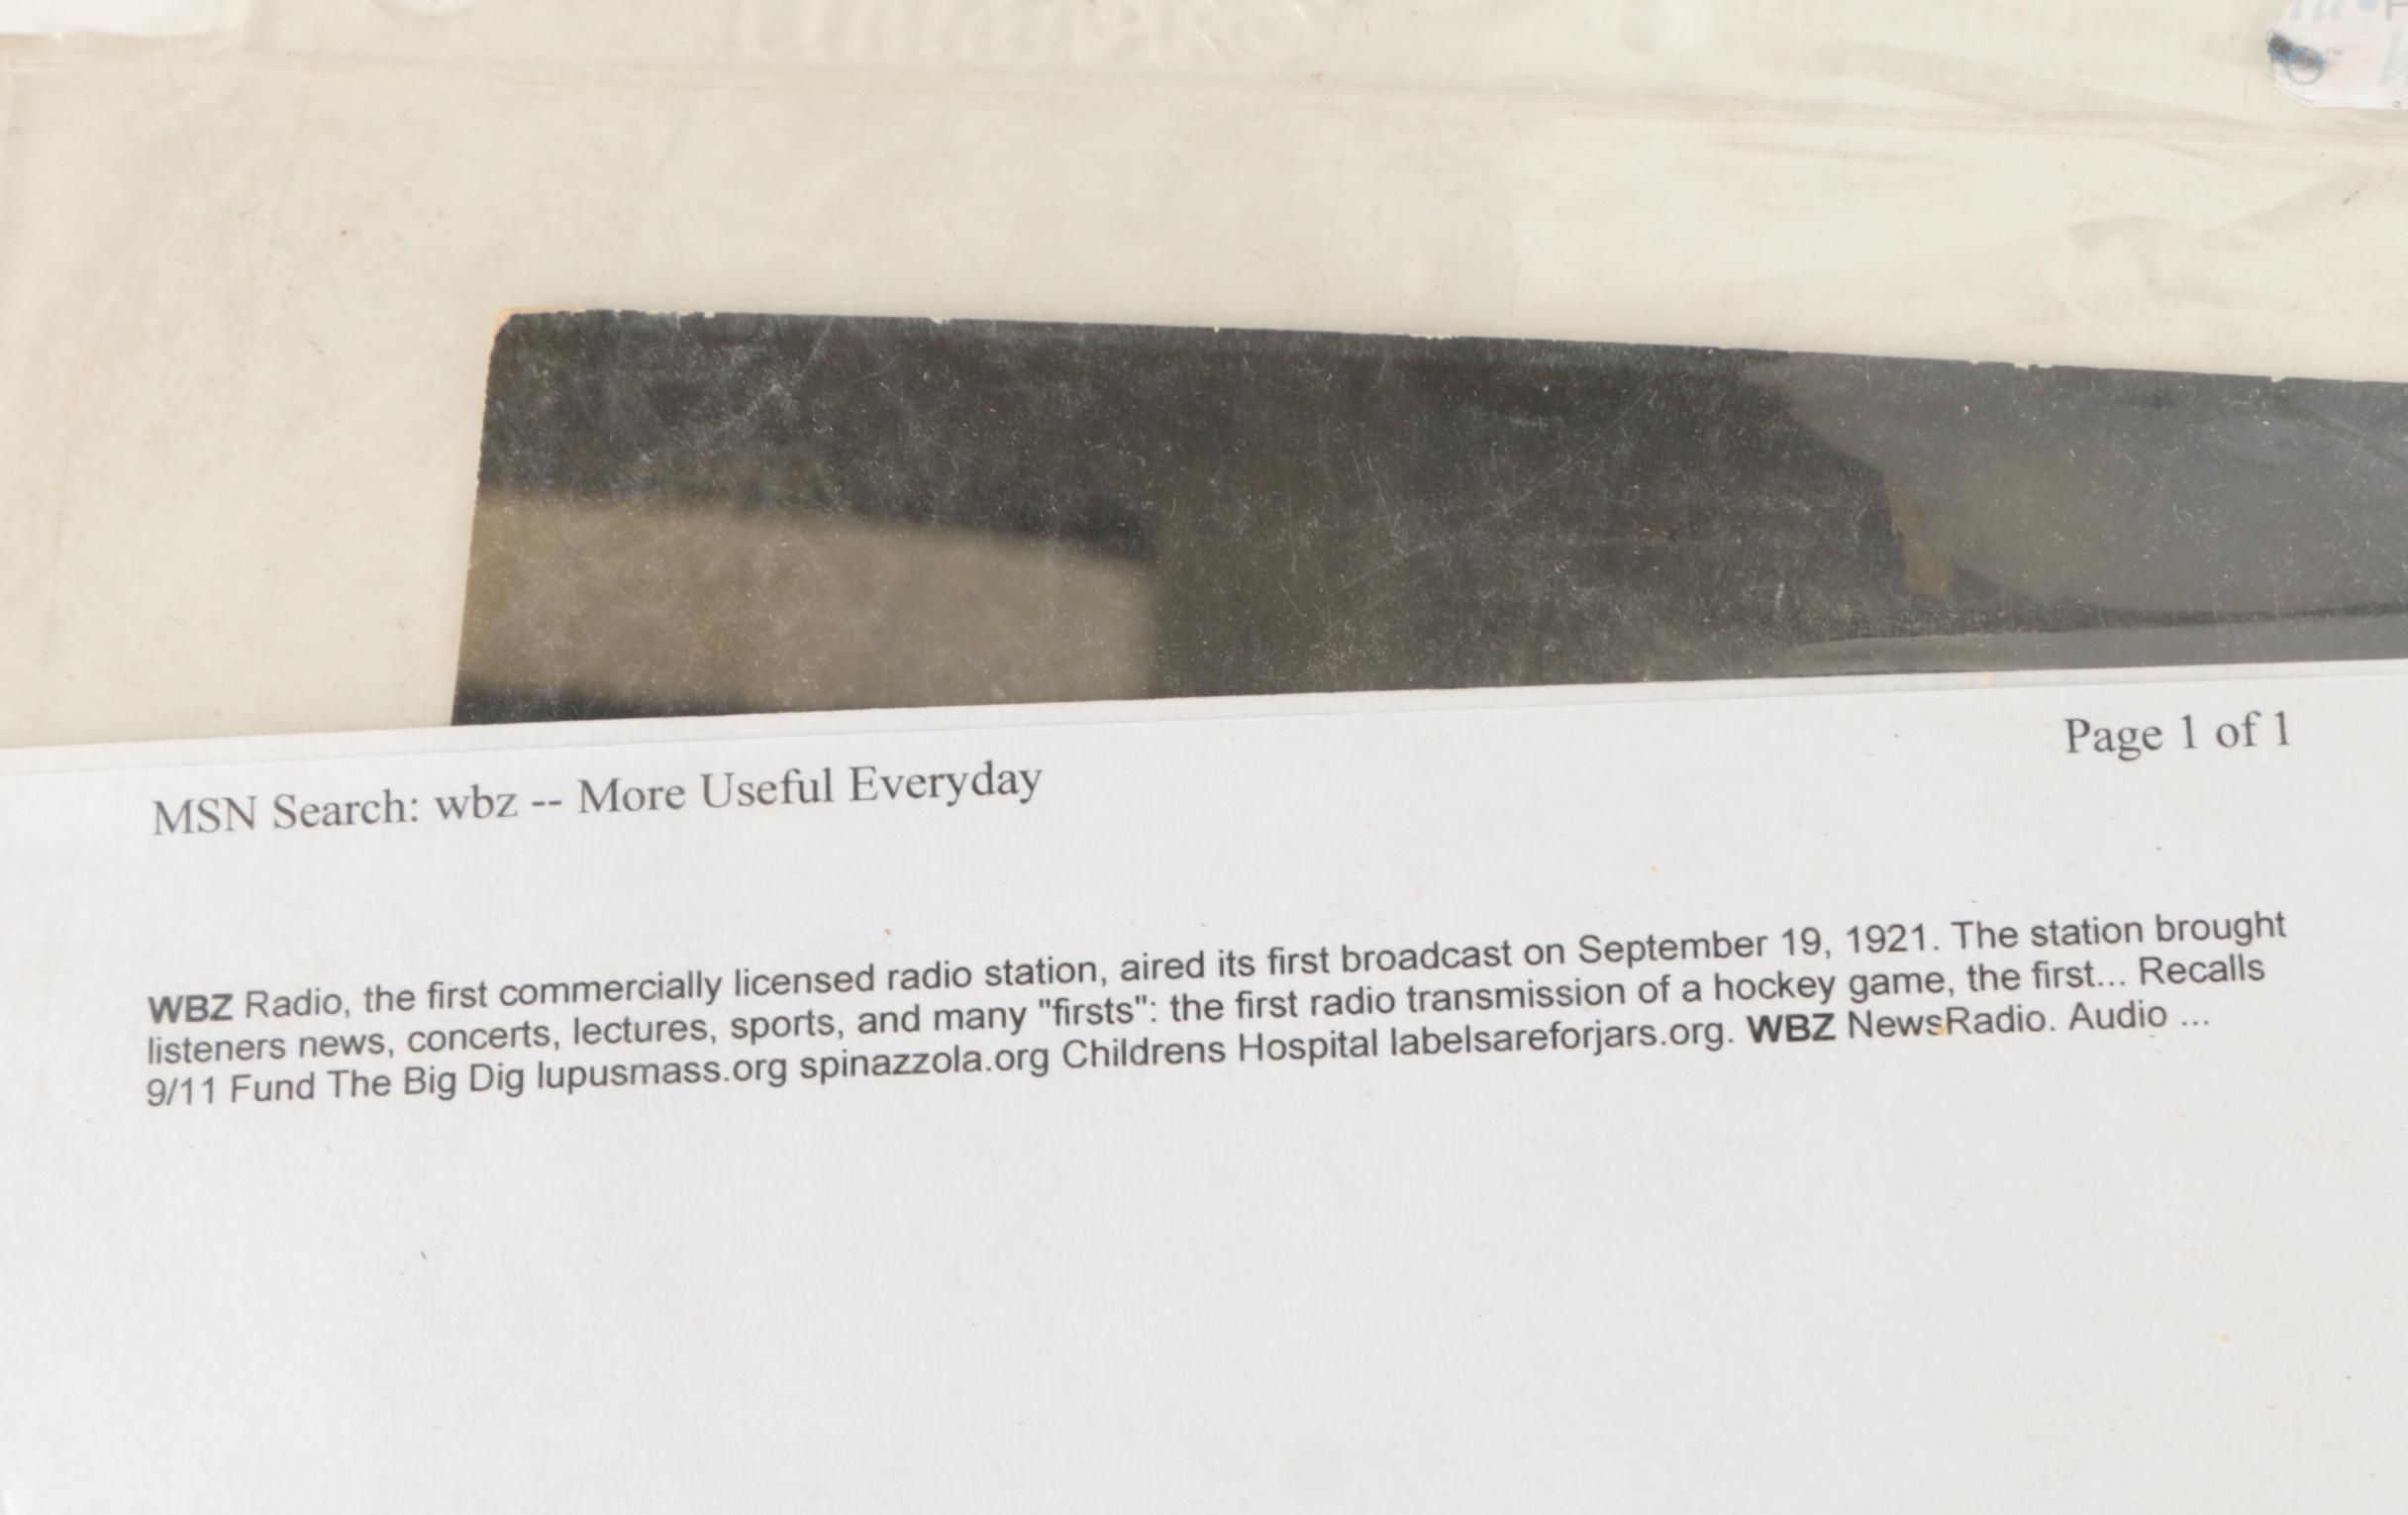 Page 1 of 1
MSN Search: wbz -- More Useful Everyday
WBZ Radio, the first commercially licensed radio station, aired its first broadcast on September 19, 1921. The station brought
listeners news, concerts, lectures, sports, and many "firsts": the first radio transmission of a hockey game, the first... Recalls
9/11 Fund The Big Dig lupusmass.org spinazzola.org Childrens Hospital labelsareforjars.org. WBZ NewsRadio. Audio ...